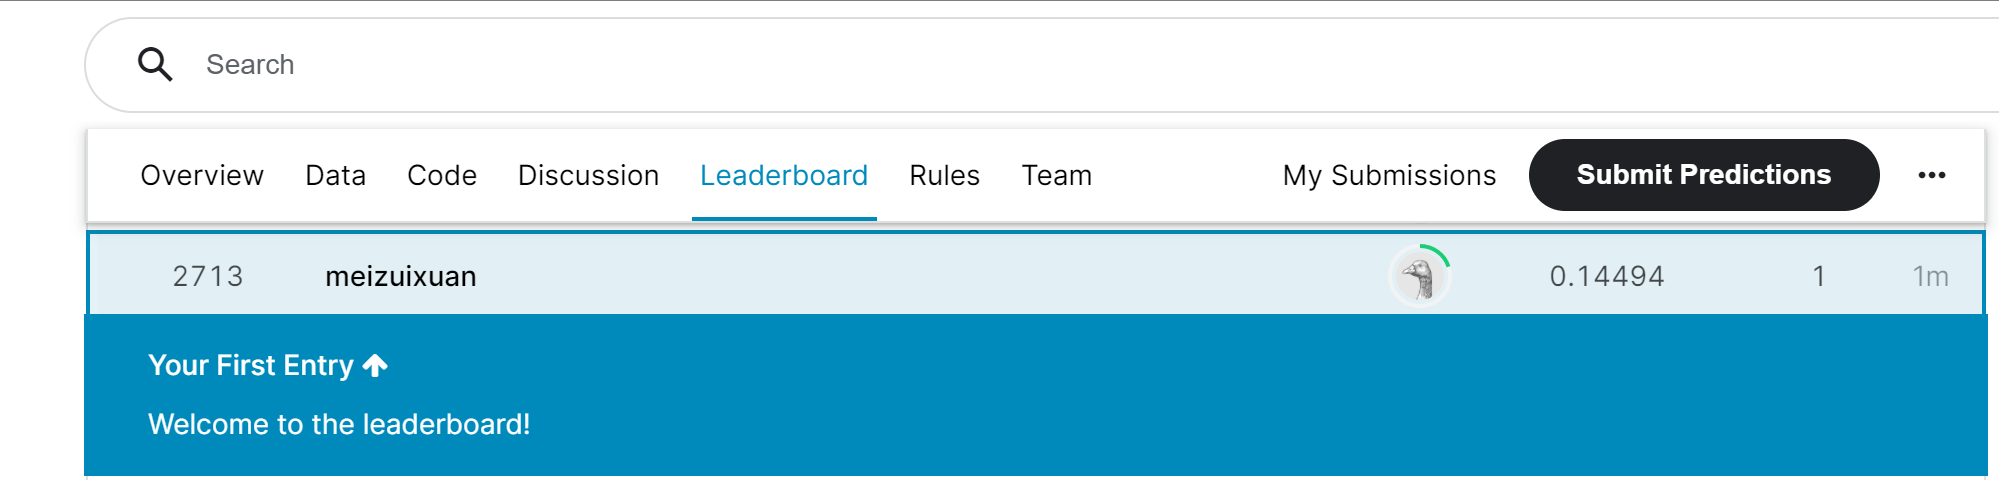 Search
Overview Data Code Discussion Leaderboard Rules Team My Submissions Submit Predictions
2713 meizuixuan 0.14494 1 1m
Your First Entry
Welcome to the leaderboard!